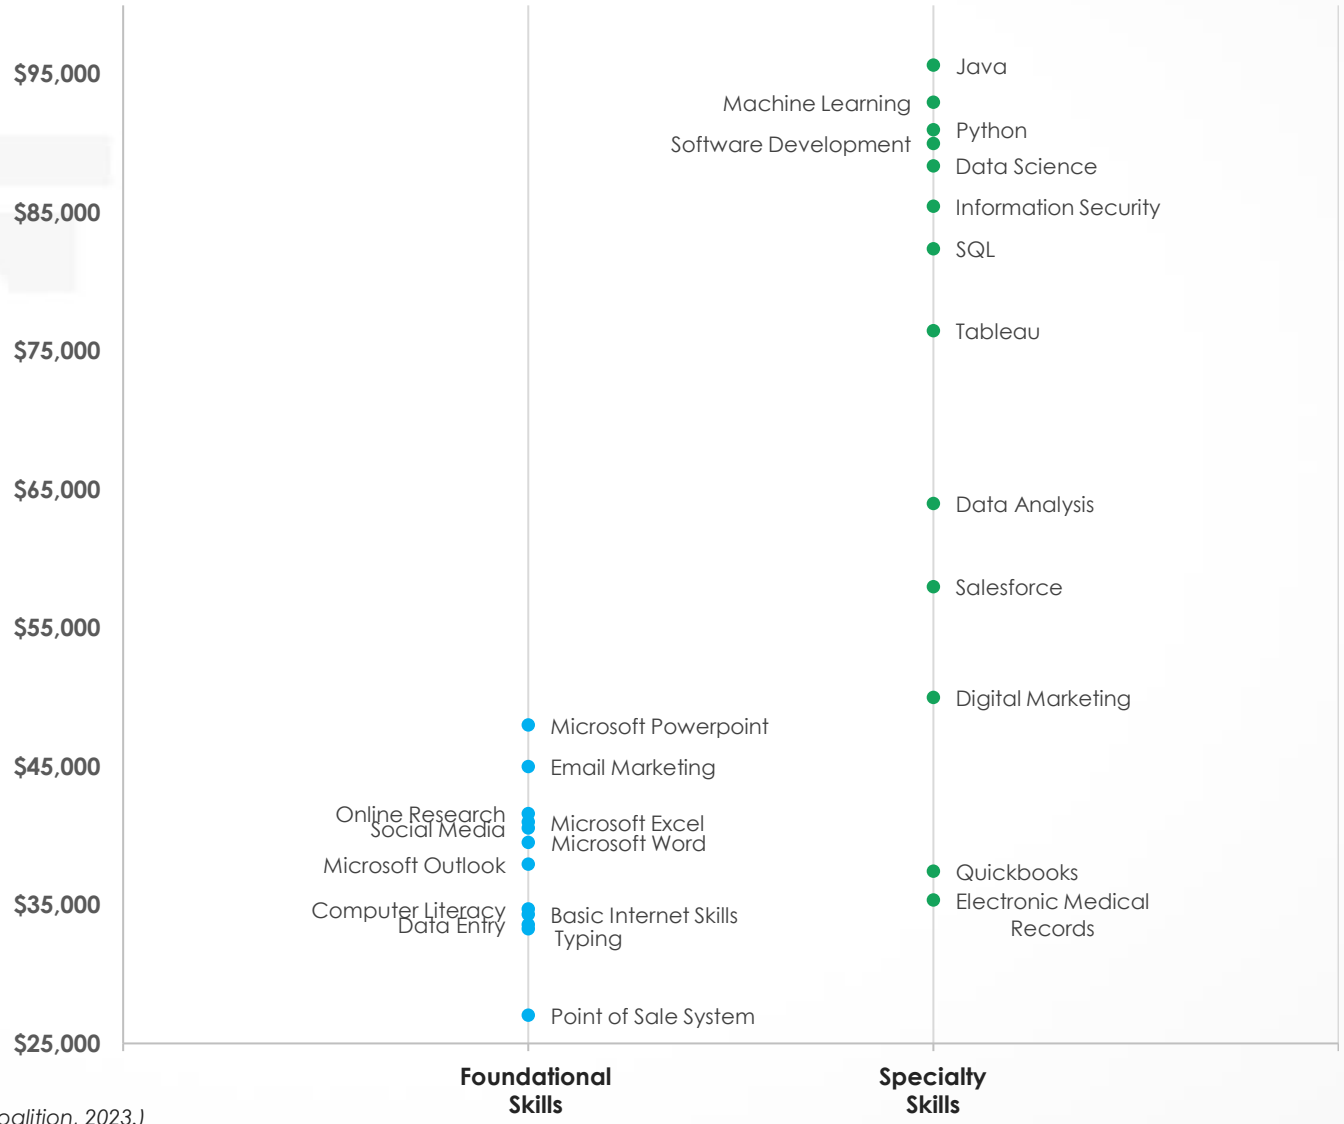 $95,000
Java
Machine Learning
Python
Software Development
Data Science
$85,000
Information Security
SQL
$75,000
Tableau
$65,000
Data Analysis
Salesforce
$55,000
Digital Marketing
Microsoft Powerpoint
$45,000
Email Marketing
Online Research
Microsoft Excel
Social Media
Microsoft Word
Microsoft Outlook
Quickbooks
$35,000
Electronic Medical
Records
Computer Literacy
Basic Internet Skills
Data Entry
Typing
Point of Sale System
$25,000
Foundational
Skills
Specialty
Skills
oalition, 2023.)